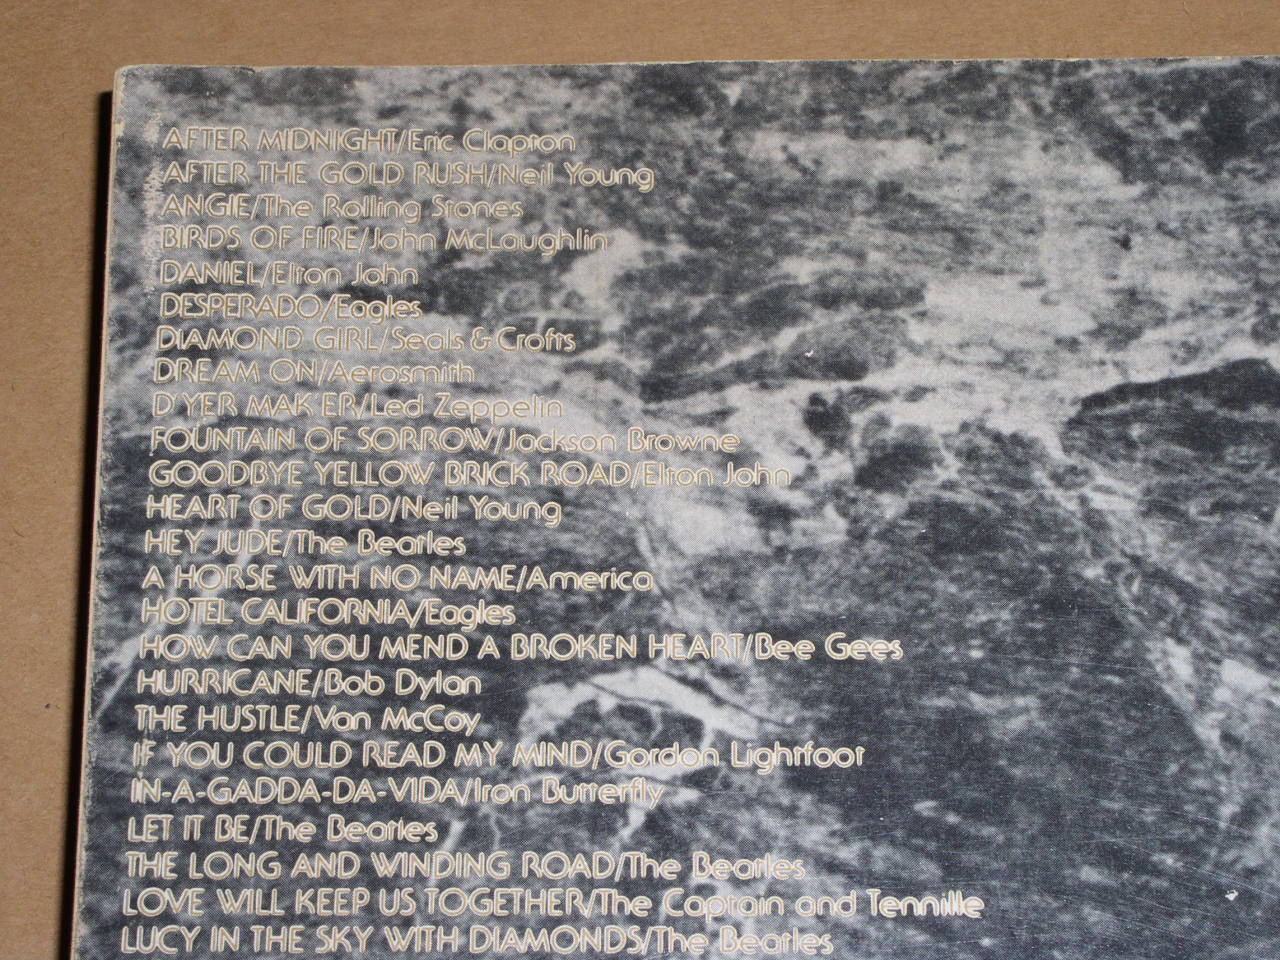 AFTER MIDNIGHT/Eric Clapton
AFTER THE GOLD RUSH/Neil Young
ANGIE/The Rolling Stones
BIRDS OF FIRE/John McLaughlin
DANIEL/Elton John
DESPERADO/Eagles
DIAMOND GIRL/Seals & Crofts
DREAM ON/Aerosmith
D'YER MAK'ER/Led Zeppelin
FOUNTAIN OF SORROW/Jackson Browne
GOODBYE YELLOW BRICK ROAD/Elton John
HEART OF GOLD/Neil Young
HEY JUDE/The Beatles
A HORSE WITH NO NAME/America
HOTEL CALIFORNIA/Eagles
HOW CAN YOU MEND A BROKEN HEART/Bee Gees
HURRICANE/Bob Dylan
THE HUSTLE/Van McCoy
IF YOU COULD READ MY MIND/Gordon Lightfoot
IN-A-GADDA-DA-VIDA/Iron Butterfly
LET IT BE/The Beatles
THE LONG AND WINDING ROAD/The Beatles
LOVE WILL KEEP US TOGETHER/The Captain and Tennille
LUCY IN THE SKY WITH DIAMONDS/The Beatles